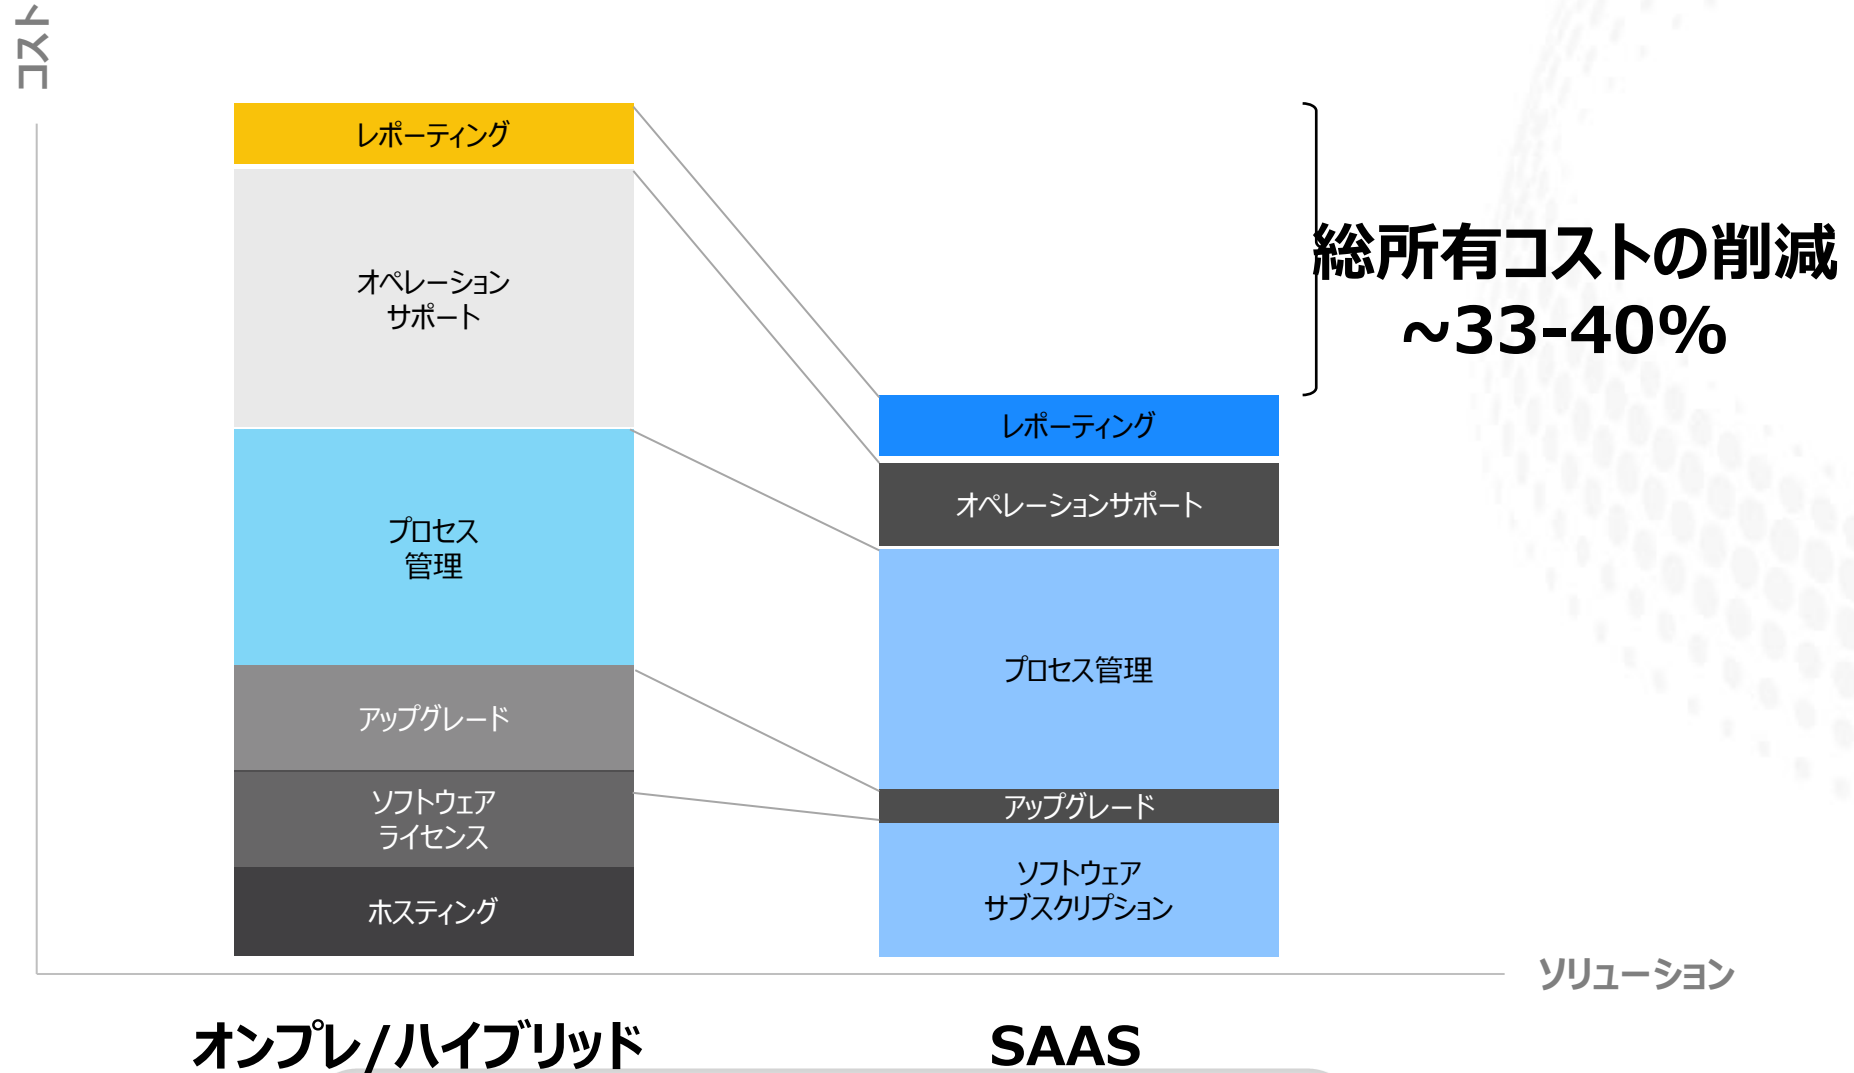 コスト
レポーティング
オペレーション
サポート
プロセス
管理
アップグレード
ソフトウェア
ライセンス
ホスティング
レポーティング
オペレーションサポート
プロセス管理
アップグレード
ソフトウェア
サブスクリプション
総所有コストの削減
~33-40%
ソリューション
オンプレ/ハイブリッド
SAAS